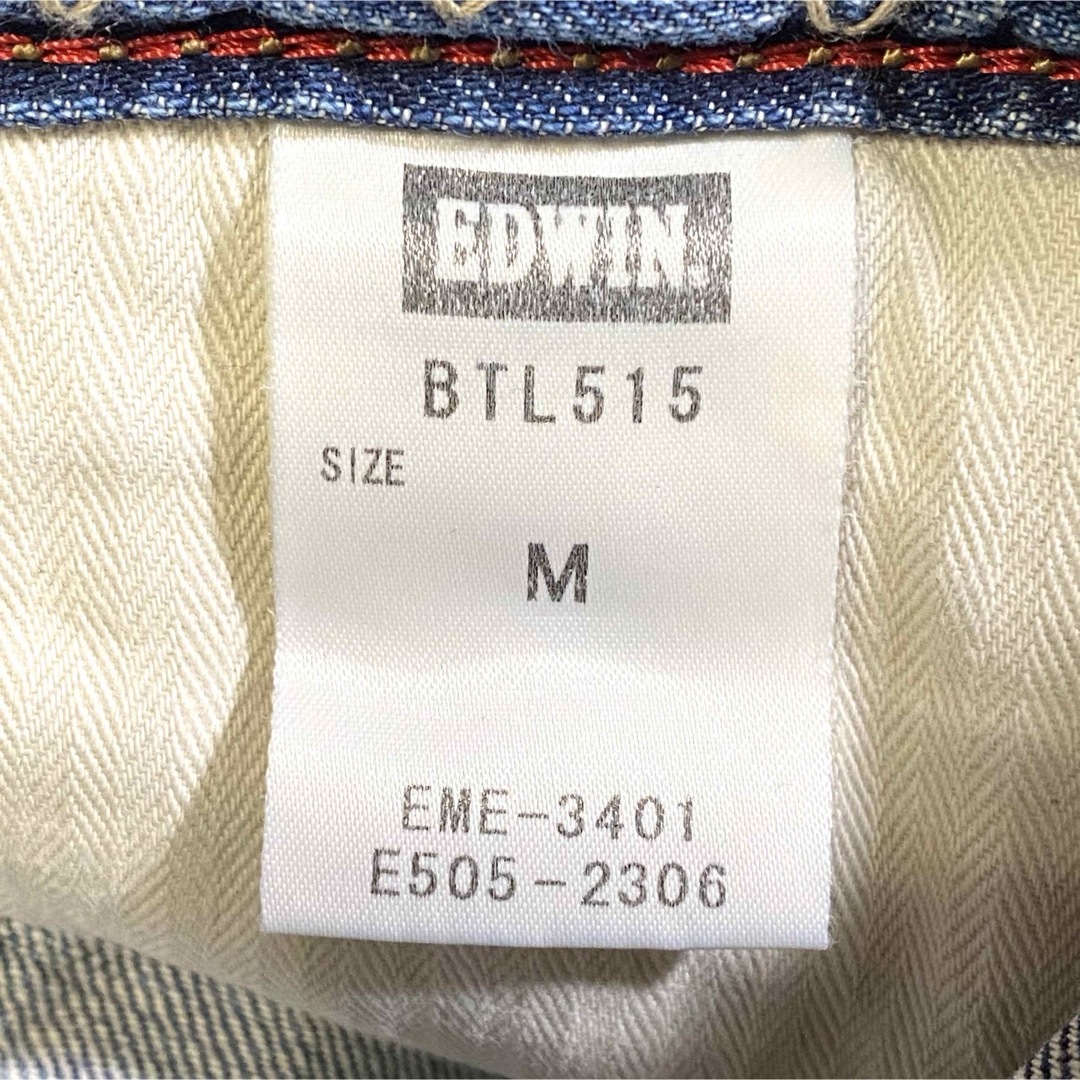 EDWIN.
BTL515
SIZE
M
EME-3401
E505-2306